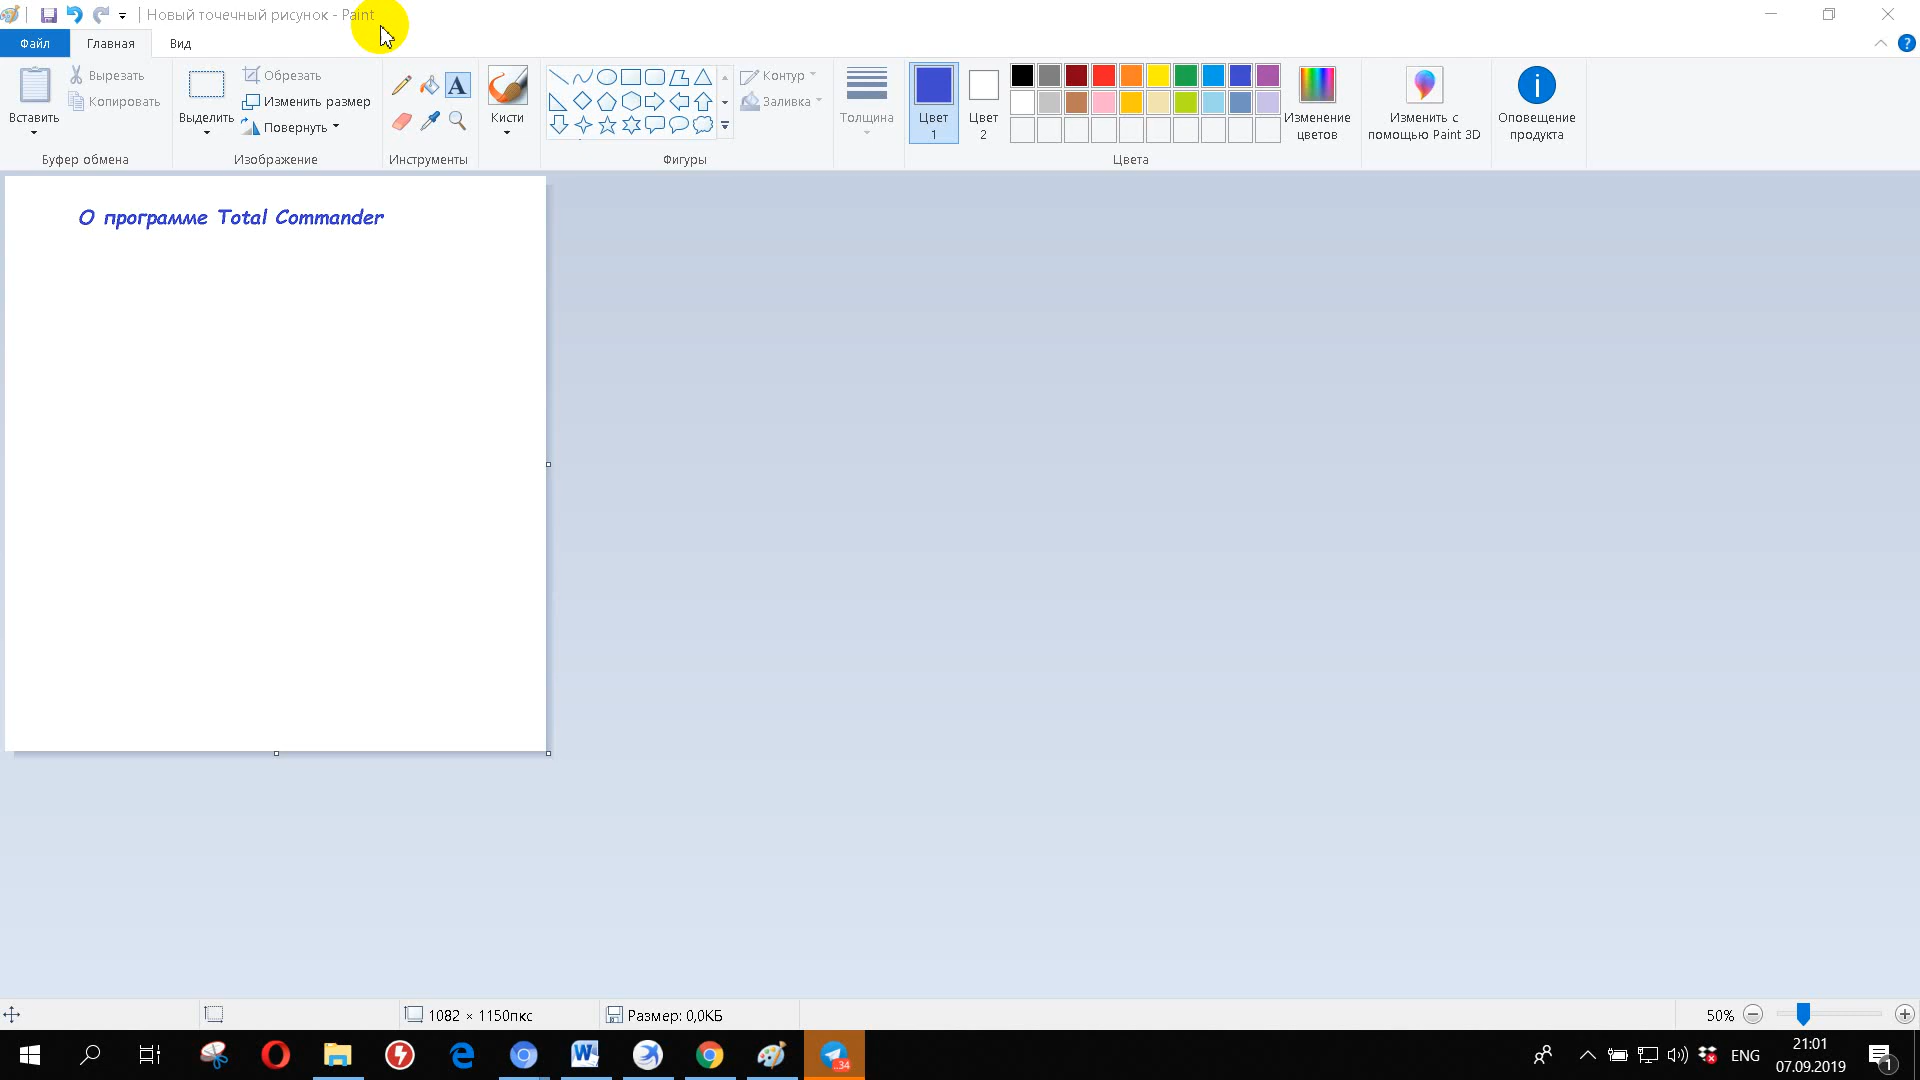 Новый точечный рисунок - Paint
Файл
Главная
Вид
Вставить
Вырезать
Копировать
Буфер обмена
Выделить
Обрезать
Изменить размер
Повернуть
Изображение
A
Инструменты
Кисти
Фигуры
Контур
Заливка
Толщина
Цвет
1
Цвет
2
Цвета
Изменение
цветов
Изменить с
помощью Paint 3D
Оповещение
продукта
О программе Total Commander
1082 × 1150пкс
Размер: 0,0КБ
50%
34
ENG
21:01
07.09.2019
1